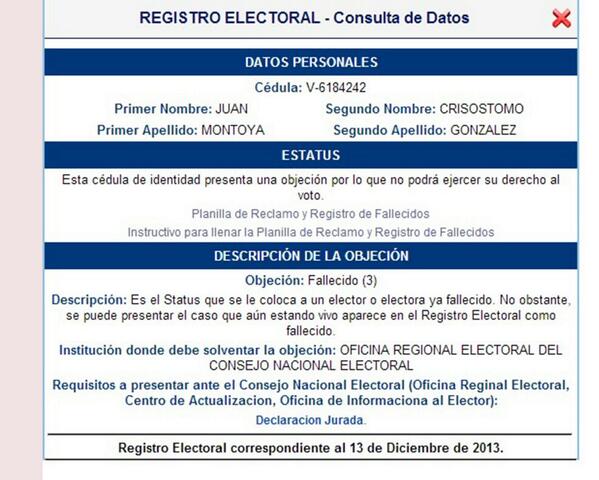 REGISTRO ELECTORAL - Consulta de Datos
DATOS PERSONALES
Cédula: V-6184242
Primer Nombre: JUAN Segundo Nombre: CRISOSTOMO
Primer Apellido: MONTOYA Segundo Apellido: GONZALEZ
ESTATUS
Esta cédula de identidad presenta una objeción por lo que no podrá ejercer su derecho al
voto.
Planilla de Reclamo y Registro de Fallecidos
Instructivo para llenar la Planilla de Reclamo y Registro de Fallecidos
DESCRIPCIÓN DE LA OBJECIÓN
Objeción: Fallecido (3)
Descripción: Es el Status que se le coloca a un elector o electora ya fallecido. No obstante,
se puede presentar el caso que aún estando vivo aparece en el Registro Electoral como
fallecido.
Institución donde debe solventar la objeción: OFICINA REGIONAL ELECTORAL DEL
CONSEJO NACIONAL ELECTORAL
Requisitos a presentar ante el Consejo Nacional Electoral (Oficina Reginal Electoral,
Centro de Actualizacion, Oficina de Informaciona al Elector):
Declaracion Jurada.
Registro Electoral correspondiente al 13 de Diciembre de 2013.